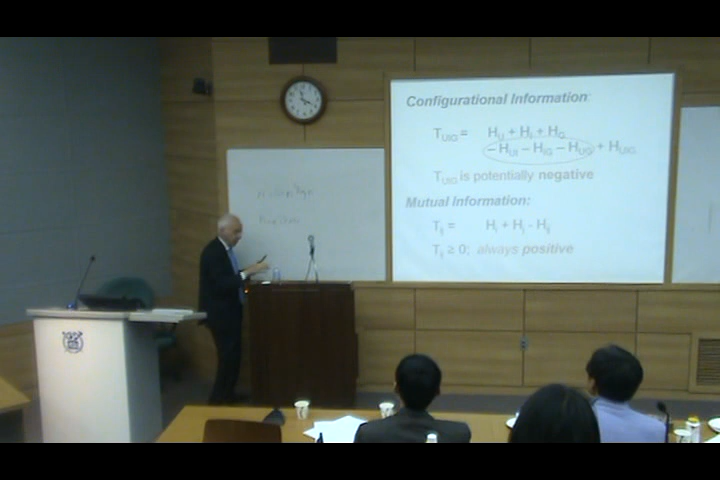 Configurational Information:
T_UIG = H_U + H_I + H_G
– H_UI – H_IG – H_UG + H_UIG
T_UIG is potentially negative
Mutual Information:
T_ij = H_i + H_j - H_ij
T_ij ≥ 0; always positive